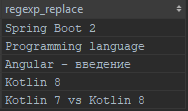 regexp_replace
Spring Boot 2
Programming language
Angular – введение
Kotlin 8
Kotlin 7 vs Kotlin 8